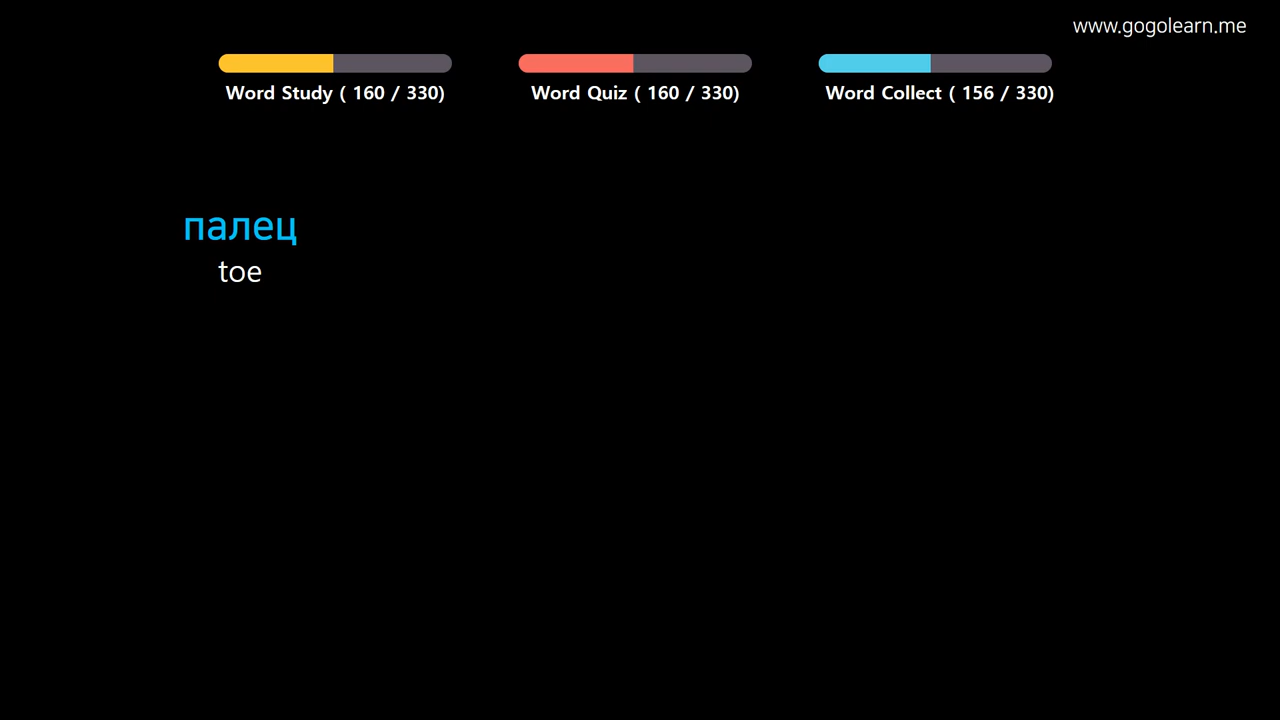 www.gogolearn.me
Word Study ( 160 / 330)
Word Quiz ( 160 / 330)
Word Collect ( 156 / 330)
палец
toe